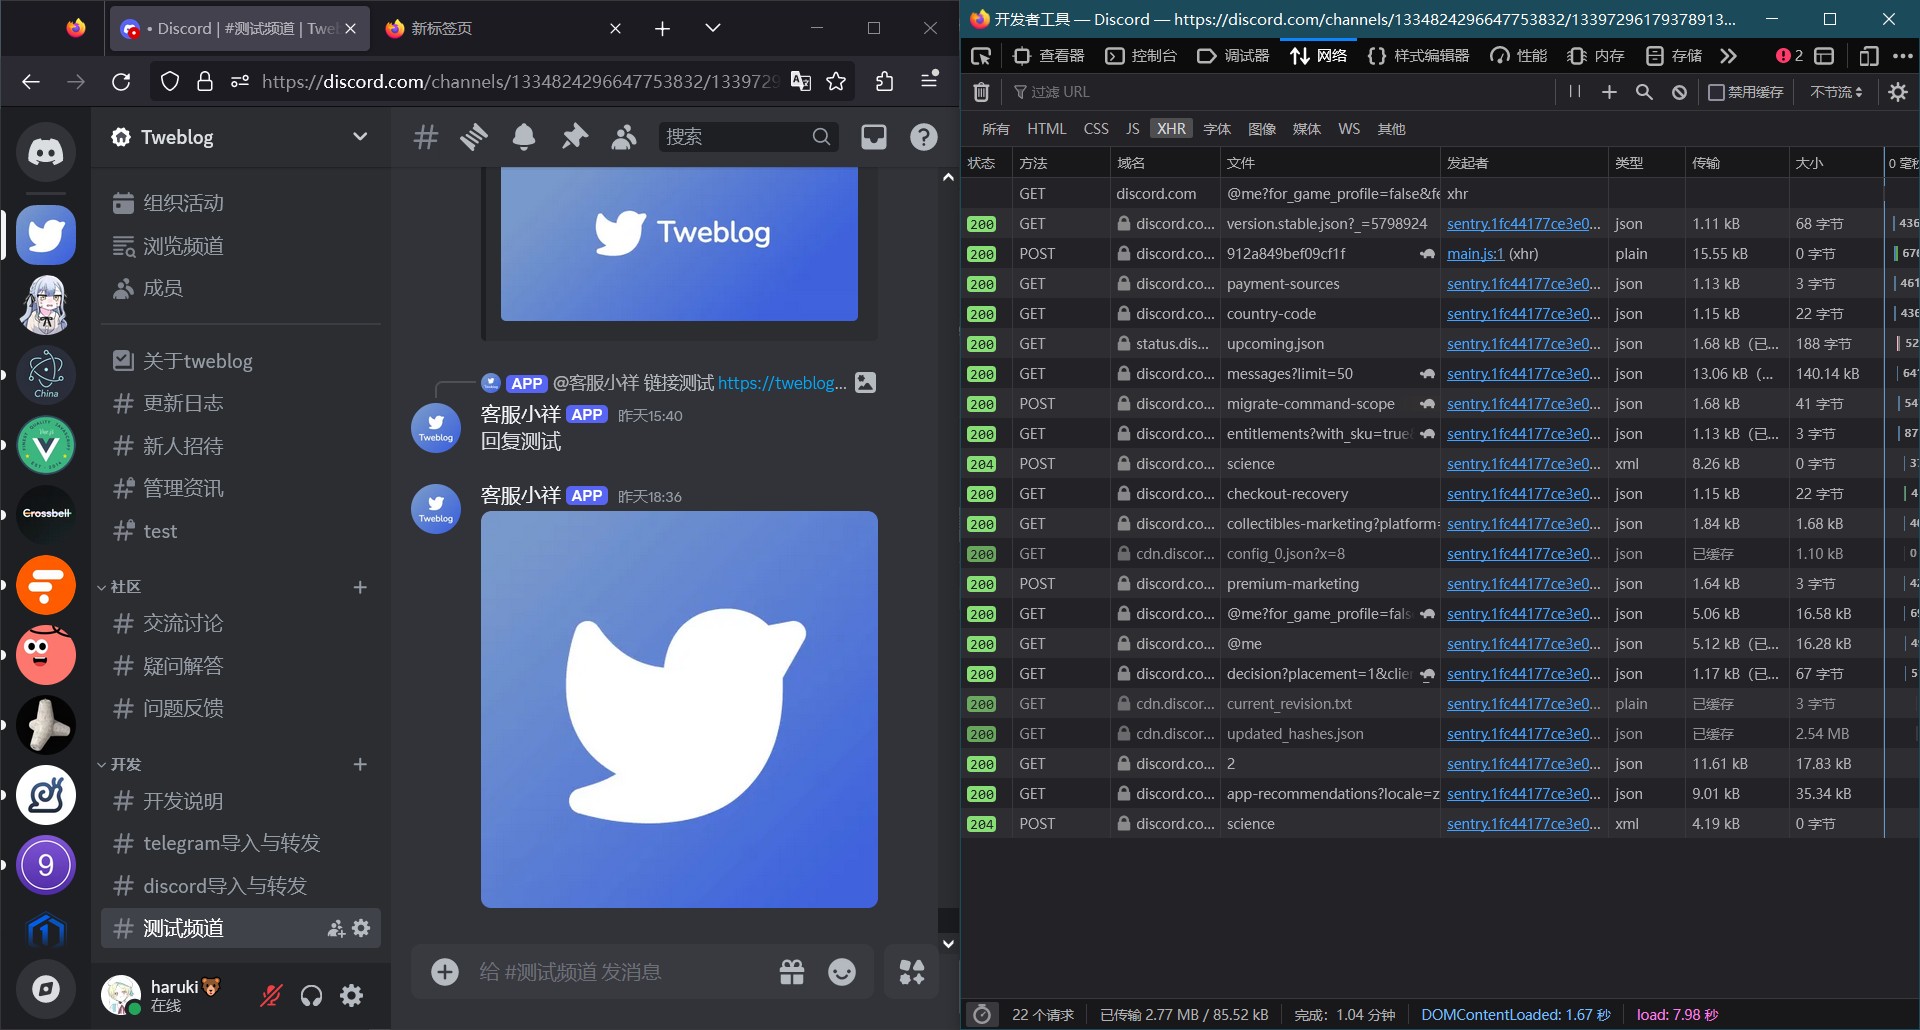 • Discord | #测试频道 | Twe
新标签页
https://discord.com/channels/1334824296647753832/133972
Tweblog
搜索
组织活动
浏览频道
成员
关于tweblog
更新日志
新人招待
管理资讯
test
社区
交流讨论
疑问解答
问题反馈
开发
开发说明
telegram导入与转发
discord导入与转发
测试频道
haruki🐻
在线
China
Crossbell
9
Tweblog
APP @客服小祥 链接测试 https://tweblog...
Tweblog
客服小祥 APP 昨天15:40
回复测试
Tweblog
客服小祥 APP 昨天18:36
给 #测试频道 发消息
开发者工具 — Discord — https://discord.com/channels/1334824296647753832/13397296179378913...
查看器 控制台 调试器 网络 样式编辑器 性能 内存 存储 2
过滤 URL
禁用缓存 不节流
所有 HTML CSS JS XHR 字体 图像 媒体 WS 其他
状态 方法 域名 文件 发起者 类型 传输 大小 0 毫秒
GET discord.com @me?for_game_profile=false&fe xhr
200 GET discord.co... version.stable.json?_=5798924 sentry.1fc44177ce3e0... json 1.11 kB 68 字节 436
200 POST discord.co... 912a849bef09cf1f main.js:1 (xhr) plain 15.55 kB 0 字节 676
200 GET discord.co... payment-sources sentry.1fc44177ce3e0... json 1.13 kB 3 字节 461
200 GET discord.co... country-code sentry.1fc44177ce3e0... json 1.15 kB 22 字节 436
200 GET status.dis... upcoming.json sentry.1fc44177ce3e0... json 1.68 kB（已... 188 字节 52
200 GET discord.co... messages?limit=50 sentry.1fc44177ce3e0... json 13.06 kB（... 140.14 kB 641
200 POST discord.co... migrate-command-scope sentry.1fc44177ce3e0... json 1.68 kB 41 字节 54
200 GET discord.co... entitlements?with_sku=true sentry.1fc44177ce3e0... json 1.13 kB（已... 3 字节 87
204 POST discord.co... science sentry.1fc44177ce3e0... xml 8.26 kB 0 字节 3
200 GET discord.co... checkout-recovery sentry.1fc44177ce3e0... json 1.15 kB 22 字节 4
200 GET discord.co... collectibles-marketing?platform= sentry.1fc44177ce3e0... json 1.84 kB 1.68 kB 40
200 GET cdn.discor... config_0.json?x=8 sentry.1fc44177ce3e0... json 已缓存 1.10 kB 0
200 POST discord.co... premium-marketing sentry.1fc44177ce3e0... json 1.64 kB 3 字节 42
200 GET discord.co... @me?for_game_profile=fals sentry.1fc44177ce3e0... json 5.06 kB 16.58 kB 69
200 GET discord.co... @me sentry.1fc44177ce3e0... json 5.12 kB（已... 16.28 kB 49
200 GET discord.co... decision?placement=1&clie sentry.1fc44177ce3e0... json 1.17 kB（已... 67 字节 5
200 GET cdn.discor... current_revision.txt sentry.1fc44177ce3e0... plain 已缓存 3 字节
200 GET cdn.discor... updated_hashes.json sentry.1fc44177ce3e0... json 已缓存 2.54 MB
200 GET discord.co... 2 sentry.1fc44177ce3e0... json 11.61 kB 17.83 kB
200 GET discord.co... app-recommendations?locale=z sentry.1fc44177ce3e0... json 9.01 kB 35.34 kB
204 POST discord.co... science sentry.1fc44177ce3e0... xml 4.19 kB 0 字节
22 个请求 已传输 2.77 MB / 85.52 kB 完成：1.04 分钟 DOMContentLoaded: 1.67 秒 load: 7.98 秒